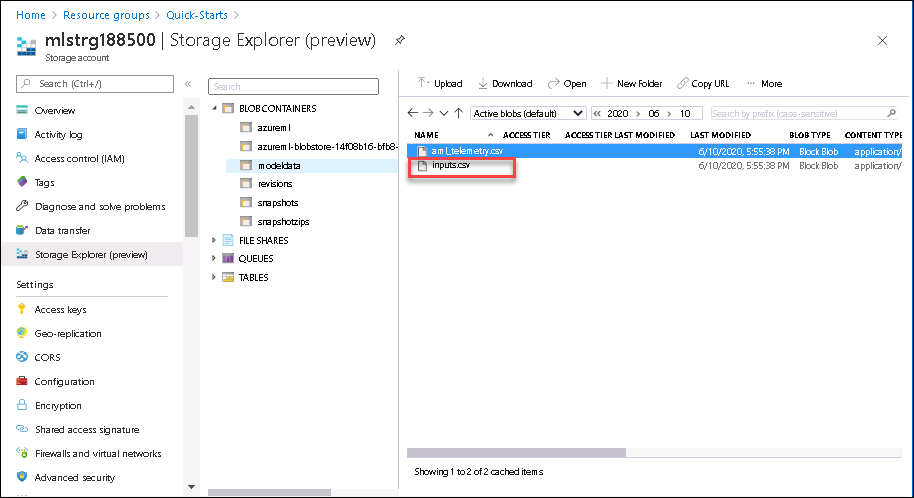 Home > Resource groups > Quick-Starts >
mlstrg188500 | Storage Explorer (preview)
Storage account
Search (Ctrl+/)
Overview
Activity log
Access control (IAM)
Tags
Diagnose and solve problems
Data transfer
Storage Explorer (preview)
Settings
Access keys
Geo-replication
CORS
Configuration
Encryption
Shared access signature
Firewalls and virtual networks
Advanced security
Search
BLOB CONTAINERS
azureml
azureml-blobstore-14f08b16-bfb8-
modeldata
revisions
snapshots
snapshotzips
FILE SHARES
QUEUES
TABLES
Upload Download Open New Folder Copy URL ... More
Active blobs (default) 2020 > 06 > 10 Search by prefix (case-sensitive)
NAME ACCESS TIER ACCESS TIER LAST MODIFIED LAST MODIFIED BLOB TYPE CONTENT TYPE
aml_telemetry.csv 6/10/2020, 5:55:38 PM Block Blob application/
inputs.csv 6/10/2020, 5:55:38 PM Block Blob application/
Showing 1 to 2 of 2 cached items